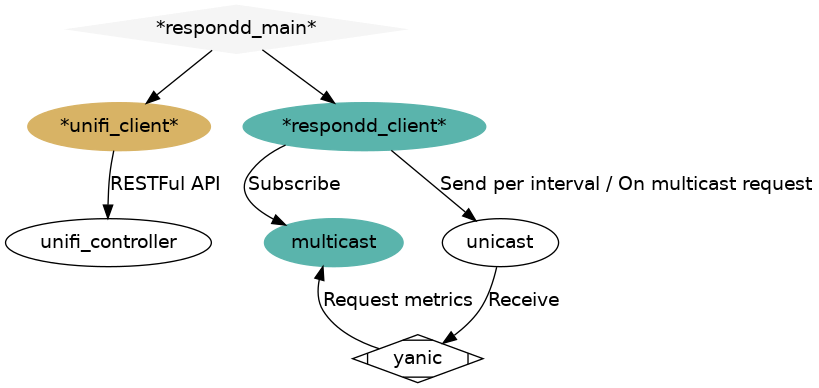 *respondd_main*
*unifi_client*
*respondd_client*
RESTFul API
Subscribe
Send per interval / On multicast request
unifi_controller
multicast
unicast
Request metrics
Receive
yanic